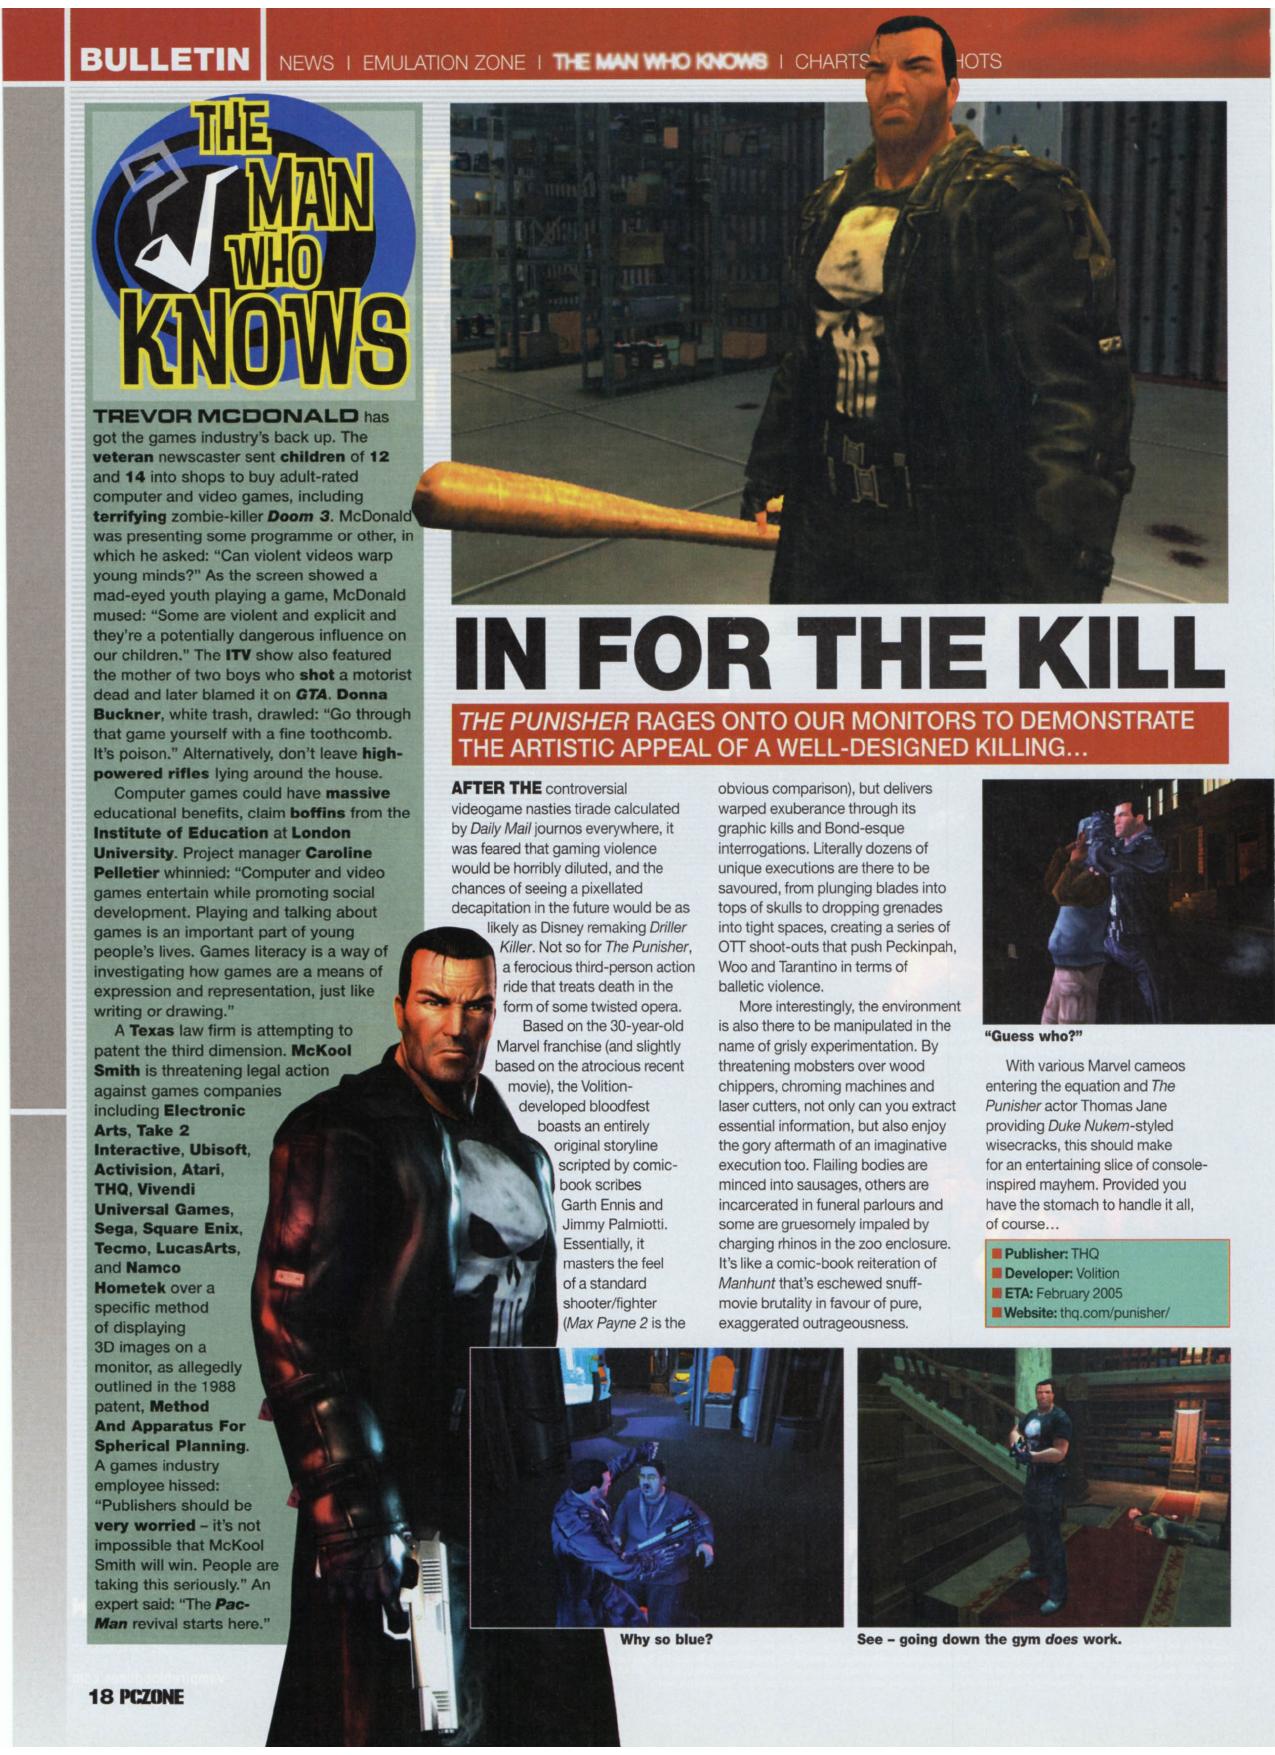 BULLETIN
NEWS | EMULATION ZONE | THE MAN WHO KNOWS | CHARTS HOTS
THE
MAN
WHO
KNOWS
TREVOR MCDONALD has
got the games industry's back up. The
veteran newscaster sent children of 12
and 14 into shops to buy adult-rated
computer and video games, including
terrifying zombie-killer Doom 3. McDonald
was presenting some programme or other, in
which he asked: “Can violent videos warp
young minds?” As the screen showed a
mad-eyed youth playing a game, McDonald
mused: “Some are violent and explicit and
they're a potentially dangerous influence on
our children.” The ITV show also featured
the mother of two boys who shot a motorist
dead and later blamed it on GTA. Donna
Buckner, white trash, drawled: “Go through
that game yourself with a fine toothcomb.
It's poison.” Alternatively, don't leave high-
powered rifles lying around the house.
Computer games could have massive
educational benefits, claim boffins from the
Institute of Education at London
University. Project manager Caroline
Pelletier whinnied: “Computer and video
games entertain while promoting social
development. Playing and talking about
games is an important part of young
people's lives. Games literacy is a way of
investigating how games are a means of
expression and representation, just like
writing or drawing.”
A Texas law firm is attempting to
patent the third dimension. McKool
Smith is threatening legal action
against games companies
including Electronic
Arts, Take 2
Interactive, Ubisoft,
Activision, Atari,
THQ, Vivendi
Universal Games,
Sega, Square Enix,
Tecmo, LucasArts,
and Namco
Hometek over a
specific method
of displaying
3D images on a
monitor, as allegedly
outlined in the 1988
patent, Method
And Apparatus For
Spherical Planning.
A games industry
employee hissed:
“Publishers should be
very worried – it's not
impossible that McKool
Smith will win. People are
taking this seriously.” An
expert said: “The Pac-
Man revival starts here.”
IN FOR THE KILL
THE PUNISHER RAGES ONTO OUR MONITORS TO DEMONSTRATE
THE ARTISTIC APPEAL OF A WELL-DESIGNED KILLING...
AFTER THE controversial
videogame nasties tirade calculated
by Daily Mail journos everywhere, it
was feared that gaming violence
would be horribly diluted, and the
chances of seeing a pixellated
decapitation in the future would be as
likely as Disney remaking Driller
Killer. Not so for The Punisher,
a ferocious third-person action
ride that treats death in the
form of some twisted opera.
Based on the 30-year-old
Marvel franchise (and slightly
based on the atrocious recent
movie), the Volition-
developed bloodfest
boasts an entirely
original storyline
scripted by comic-
book scribes
Garth Ennis and
Jimmy Palmiotti.
Essentially, it
masters the feel
of a standard
shooter/fighter
(Max Payne 2 is the
obvious comparison), but delivers
warped exuberance through its
graphic kills and Bond-esque
interrogations. Literally dozens of
unique executions are there to be
savoured, from plunging blades into
tops of skulls to dropping grenades
into tight spaces, creating a series of
OTT shoot-outs that push Peckinpah,
Woo and Tarantino in terms of
balletic violence.
More interestingly, the environment
is also there to be manipulated in the
name of grisly experimentation. By
threatening mobsters over wood
chippers, chroming machines and
laser cutters, not only can you extract
essential information, but also enjoy
the gory aftermath of an imaginative
execution too. Flailing bodies are
minced into sausages, others are
incarcerated in funeral parlours and
some are gruesomely impaled by
charging rhinos in the zoo enclosure.
It's like a comic-book reiteration of
Manhunt that's eschewed snuff-
movie brutality in favour of pure,
exaggerated outrageousness.
“Guess who?”
With various Marvel cameos
entering the equation and The
Punisher actor Thomas Jane
providing Duke Nukem-styled
wisecracks, this should make
for an entertaining slice of console-
inspired mayhem. Provided you
have the stomach to handle it all,
of course...
Publisher: THQ
Developer: Volition
ETA: February 2005
Website: thq.com/punisher/
Why so blue?
See – going down the gym does work.
18 PCZONE